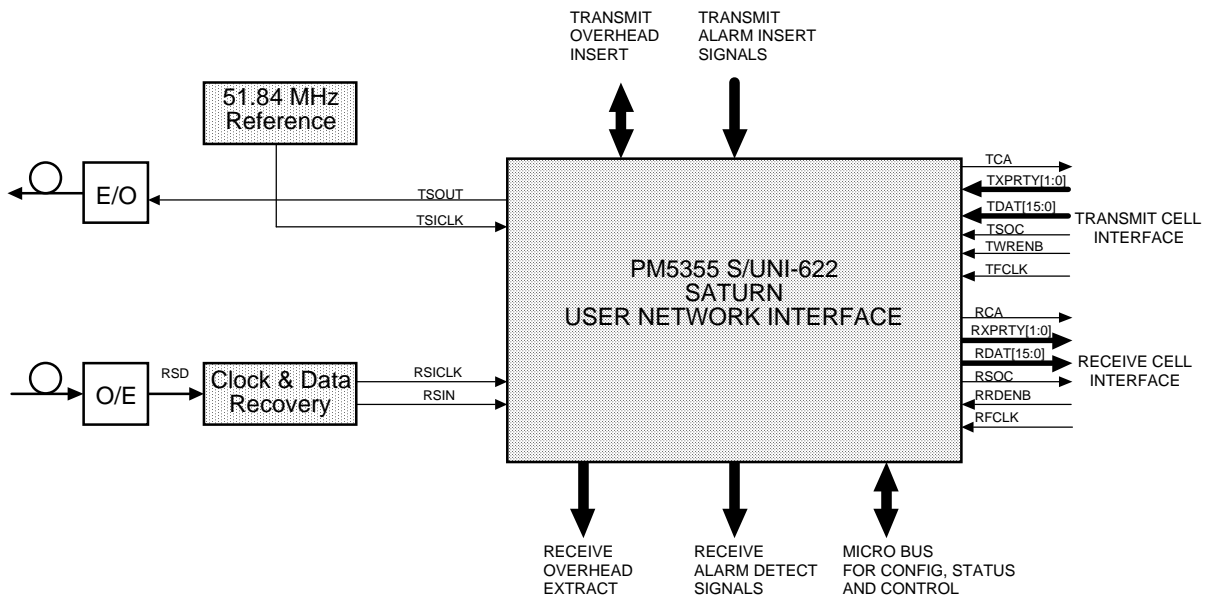 TRANSMIT
OVERHEAD
INSERT
TRANSMIT
ALARM INSERT
SIGNALS
51.84 MHz
Reference
E/O
TSOUT
TSICLK
TCA
TXPRTY[1:0]
TDAT[15:0]
TSOC
TWRENB
TFCLK
TRANSMIT CELL
INTERFACE
PM5355 S/UNI-622
SATURN
USER NETWORK INTERFACE
RCA
RXPRTY[1:0]
RDAT[15:0]
RSOC
RRDENB
RFCLK
RECEIVE CELL
INTERFACE
O/E
RSD
Clock & Data
Recovery
RSICLK
RSIN
RECEIVE
OVERHEAD
EXTRACT
RECEIVE
ALARM DETECT
SIGNALS
MICRO BUS
FOR CONFIG, STATUS
AND CONTROL